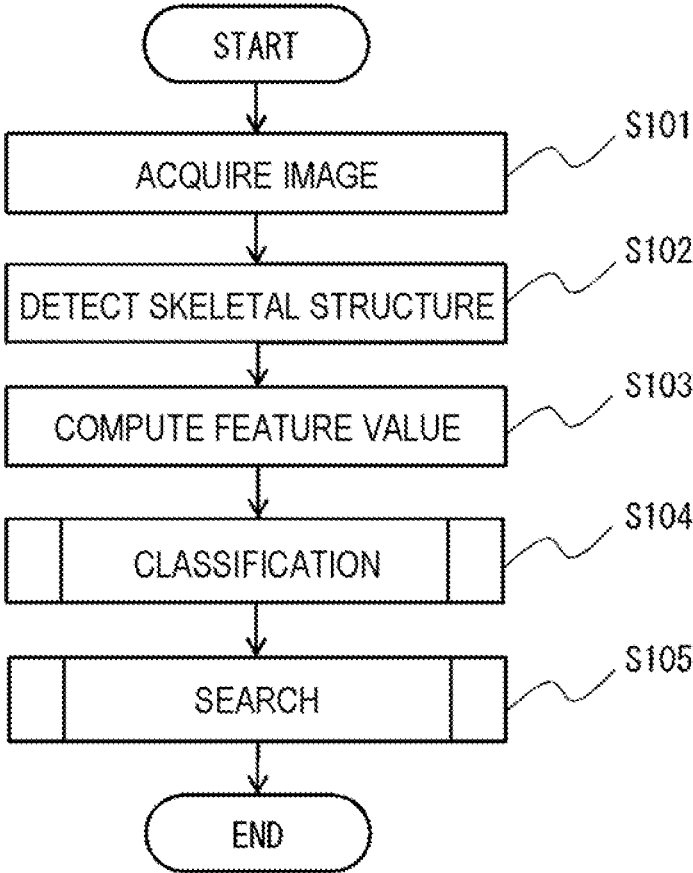 START
S101
ACQUIRE IMAGE
S102
DETECT SKELETAL STRUCTURE
S103
COMPUTE FEATURE VALUE
S104
CLASSIFICATION
S105
SEARCH
END